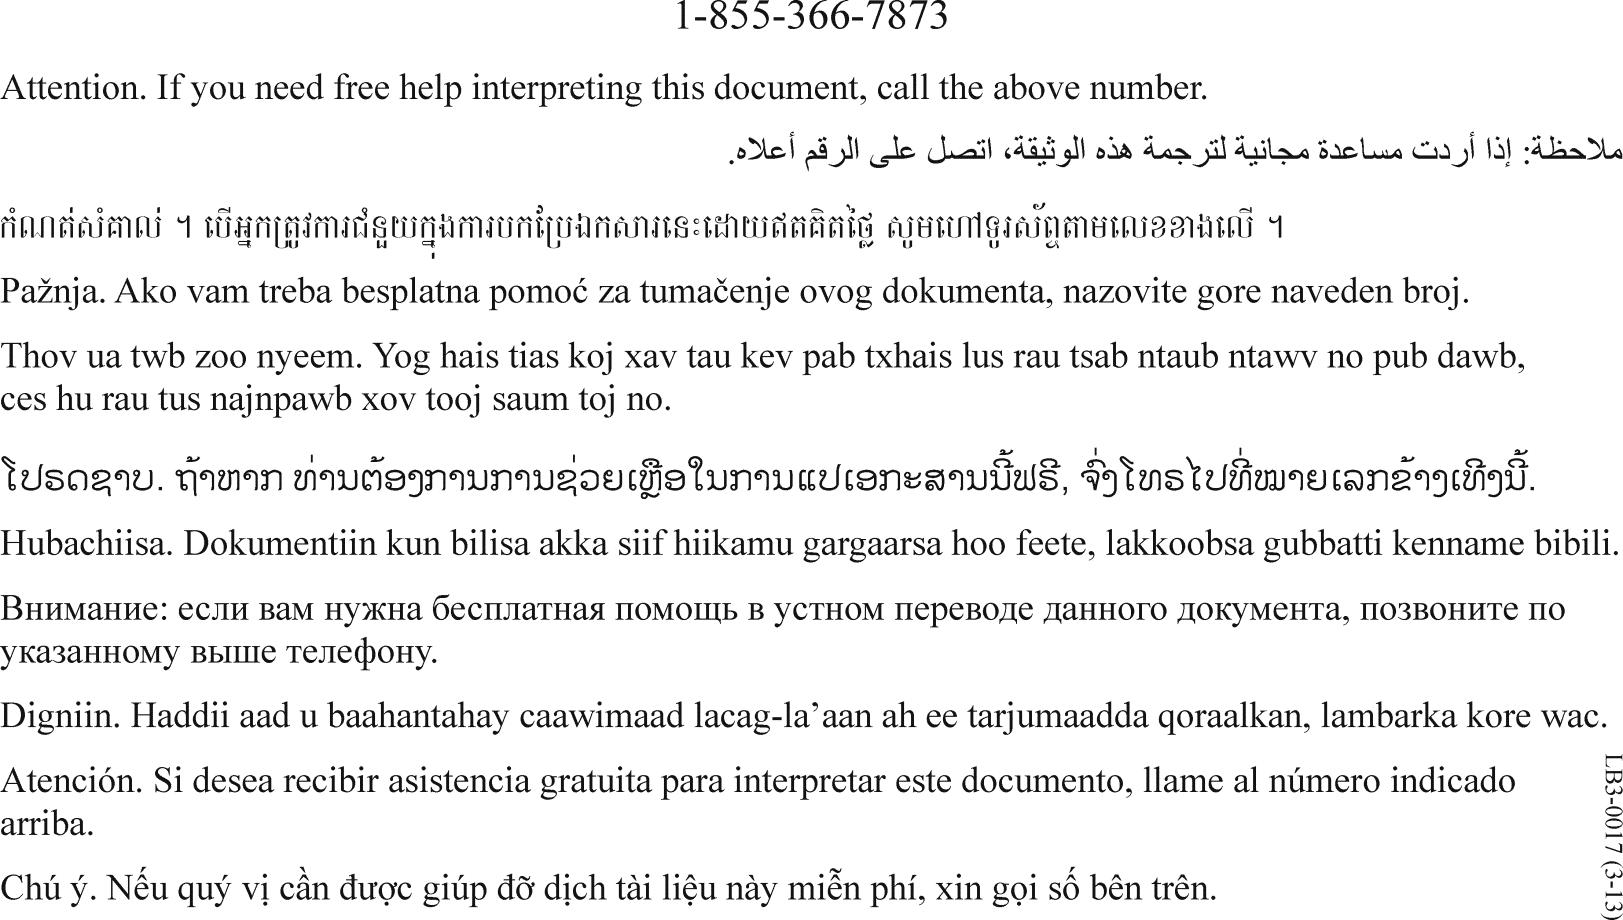 1-855-366-7873
Attention. If you need free help interpreting this document, call the above number.
ملاحظة: إذا أردت مساعدة مجانية لترجمة هذه الوثيقة، اتصل على الرقم أعلاه.
កំណត់សំគាល់ ។ បើអ្នកត្រូវការជំនួយក្នុងការបកប្រែឯកសារនេះដោយឥតគិតថ្លៃ សូមហៅទូរស័ព្ទតាមលេខខាងលើ ។
Pažnja. Ako vam treba besplatna pomoć za tumačenje ovog dokumenta, nazovite gore naveden broj.
Thov ua twb zoo nyeem. Yog hais tias koj xav tau kev pab txhais lus rau tsab ntaub ntawv no pub dawb,
ces hu rau tus najnpawb xov tooj saum toj no.
ໂປຣດຊາບ. ຖ້າຫາກ ທ່ານຕ້ອງການການຊ່ວຍເຫຼືອໃນການແປເອກະສານນີ້ຟຣີ, ຈົ່ງໂທຣໄປທີ່ໝາຍເລກຂ້າງເທີງນີ້.
Hubachiisa. Dokumentiin kun bilisa akka siif hiikamu gargaarsa hoo feete, lakkoobsa gubbatti kenname bibili.
Внимание: если вам нужна бесплатная помощь в устном переводе данного документа, позвоните по
указанному выше телефону.
Digniin. Haddii aad u baahantahay caawimaad lacag-la’aan ah ee tarjumaadda qoraalkan, lambarka kore wac.
Atención. Si desea recibir asistencia gratuita para interpretar este documento, llame al número indicado
arriba.
Chú ý. Nếu quý vị cần được giúp đỡ dịch tài liệu này miễn phí, xin gọi số bên trên.
LB3-0017 (3-13)